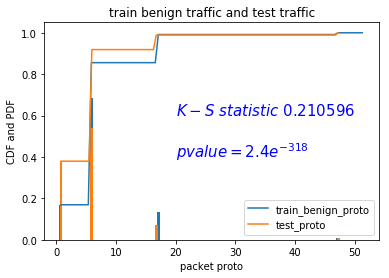 train benign traffic and test traffic
CDF and PDF
1.0
0.8
0.6
0.4
0.2
0.0
K − S statistic 0.210596
pvalue = 2.4e^{−318}
train_benign_proto
test_proto
0 10 20 30 40 50
packet proto